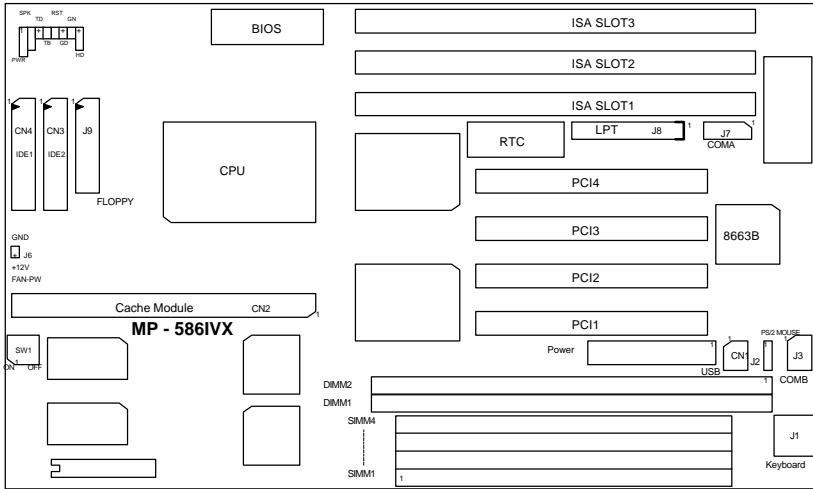 SPK RST
TD GN
1
PWR
TB GD
HD
BIOS
ISA SLOT3
ISA SLOT2
ISA SLOT1
1
CN4
IDE1
1
CN3
IDE2
1
J9
FLOPPY
CPU
RTC
LPT J8
1
1
J7
COMA
PCI4
PCI3
PCI2
PCI1
8663B
GND
+ J6
+12V
FAN-PW
Cache Module CN2
1
MP - 586IVX
SW1
1
ON OFF
Power
1
USB
1
CN1
PS/2 MOUSE
1
J2
1
J3
COMB
DIMM2
1
DIMM1
SIMM4
SIMM1
1
J1
Keyboard